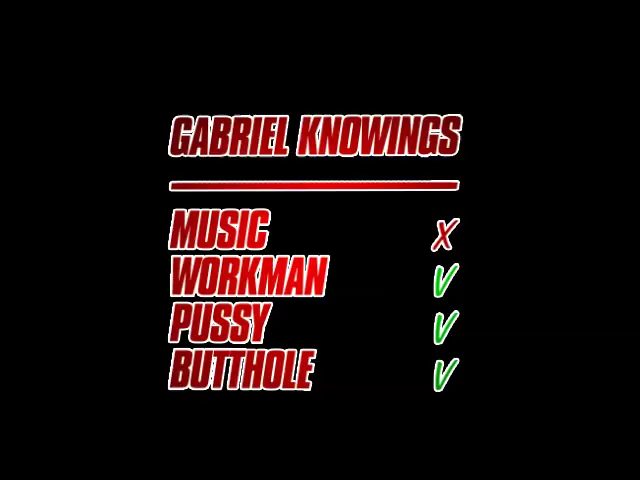 GABRIEL KNOWINGS
MUSIC X
WORKMAN V
PUSSY V
BUTTHOLE V